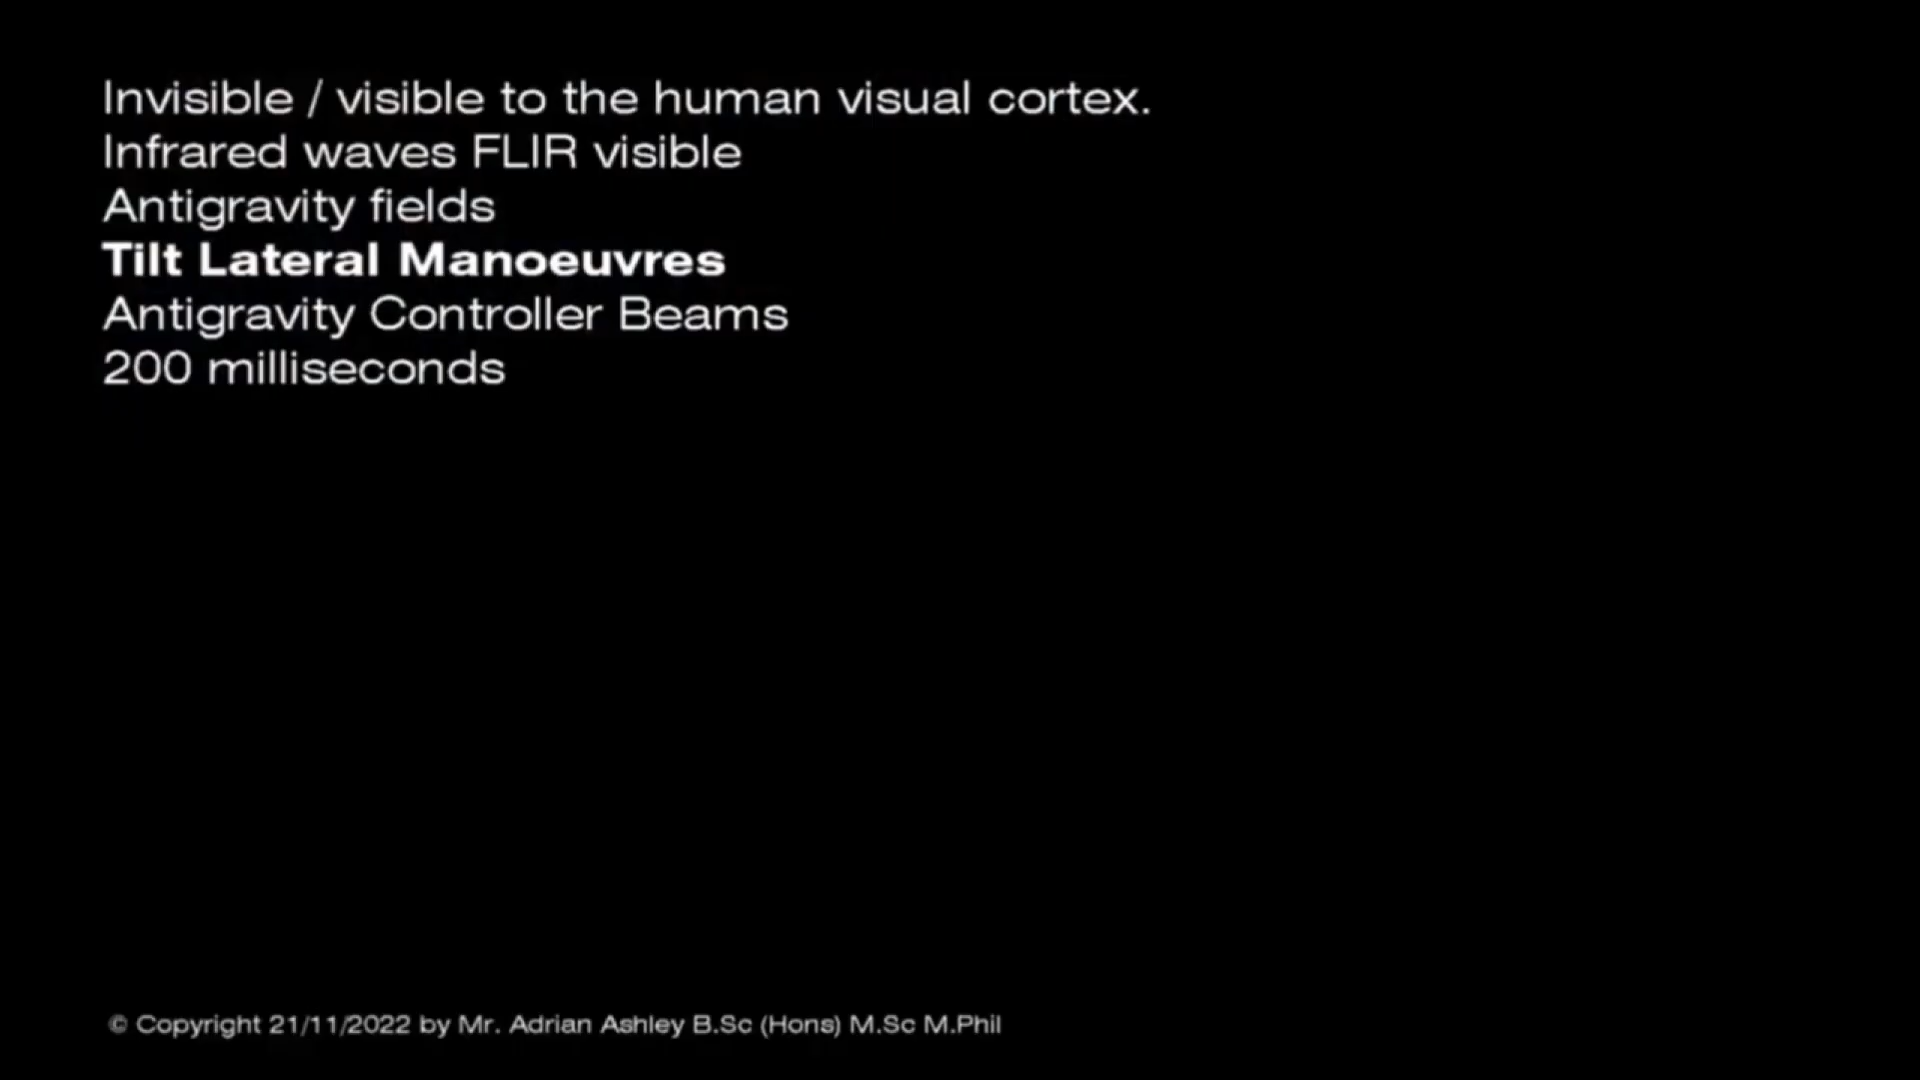 Invisible / visible to the human visual cortex.
Infrared waves FLIR visible
Antigravity fields
Tilt Lateral Manoeuvres
Antigravity Controller Beams
200 milliseconds
© Copyright 21/11/2022 by Mr. Adrian Ashley B.Sc (Hons) M.Sc M.Phil